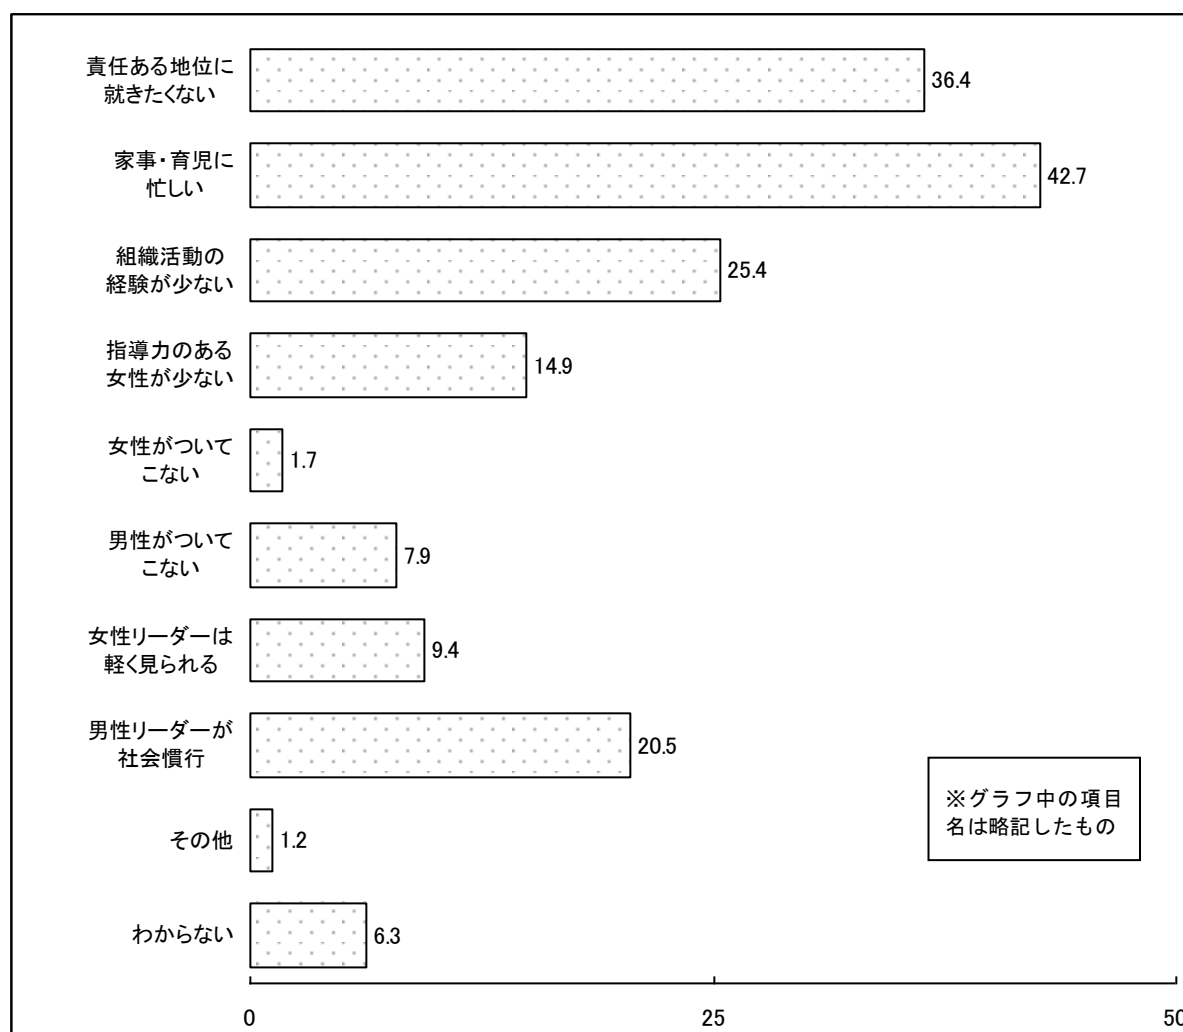 責任ある地位に
就きたくない
36.4
家事・育児に
忙しい
42.7
組織活動の
経験が少ない
25.4
指導力のある
女性が少ない
14.9
女性がついて
こない
1.7
男性がついて
こない
7.9
女性リーダーは
軽く見られる
9.4
男性リーダーが
社会慣行
20.5
※グラフ中の項目
名は略記したもの
その他
1.2
わからない
6.3
0
25
50